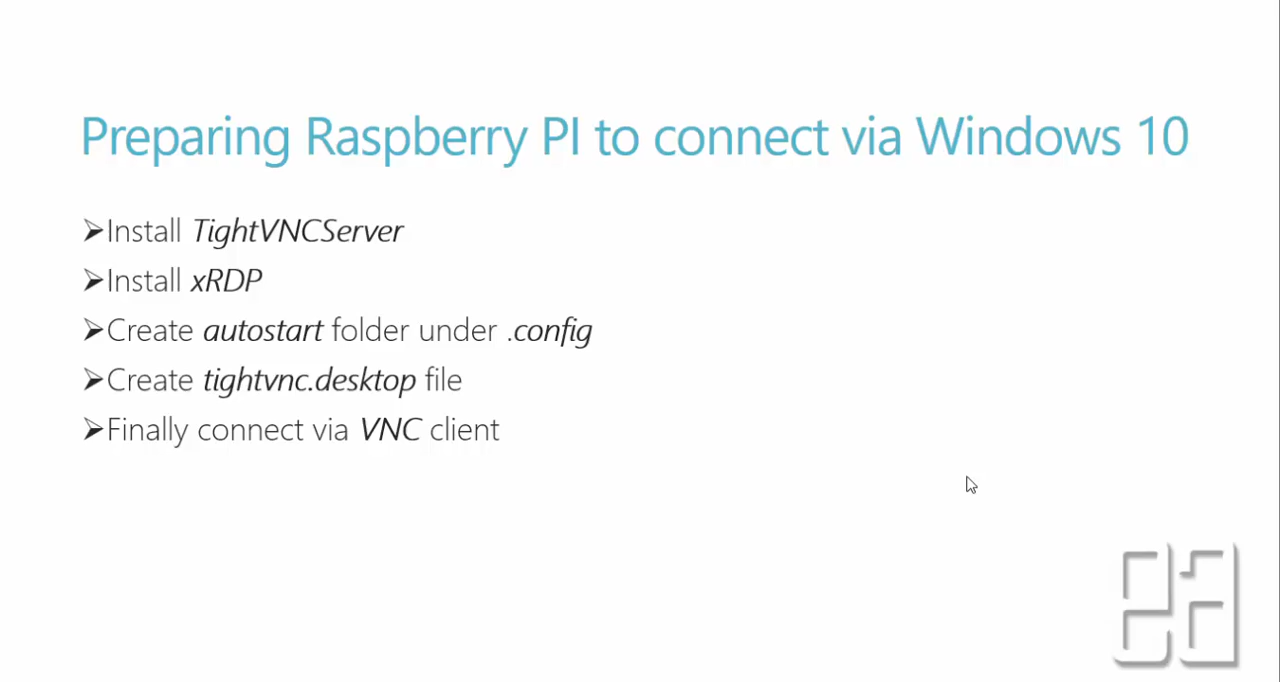 Preparing Raspberry PI to connect via Windows 10
➢Install TightVNCServer
➢Install xRDP
➢Create autostart folder under .config
➢Create tightvnc.desktop file
➢Finally connect via VNC client
ea